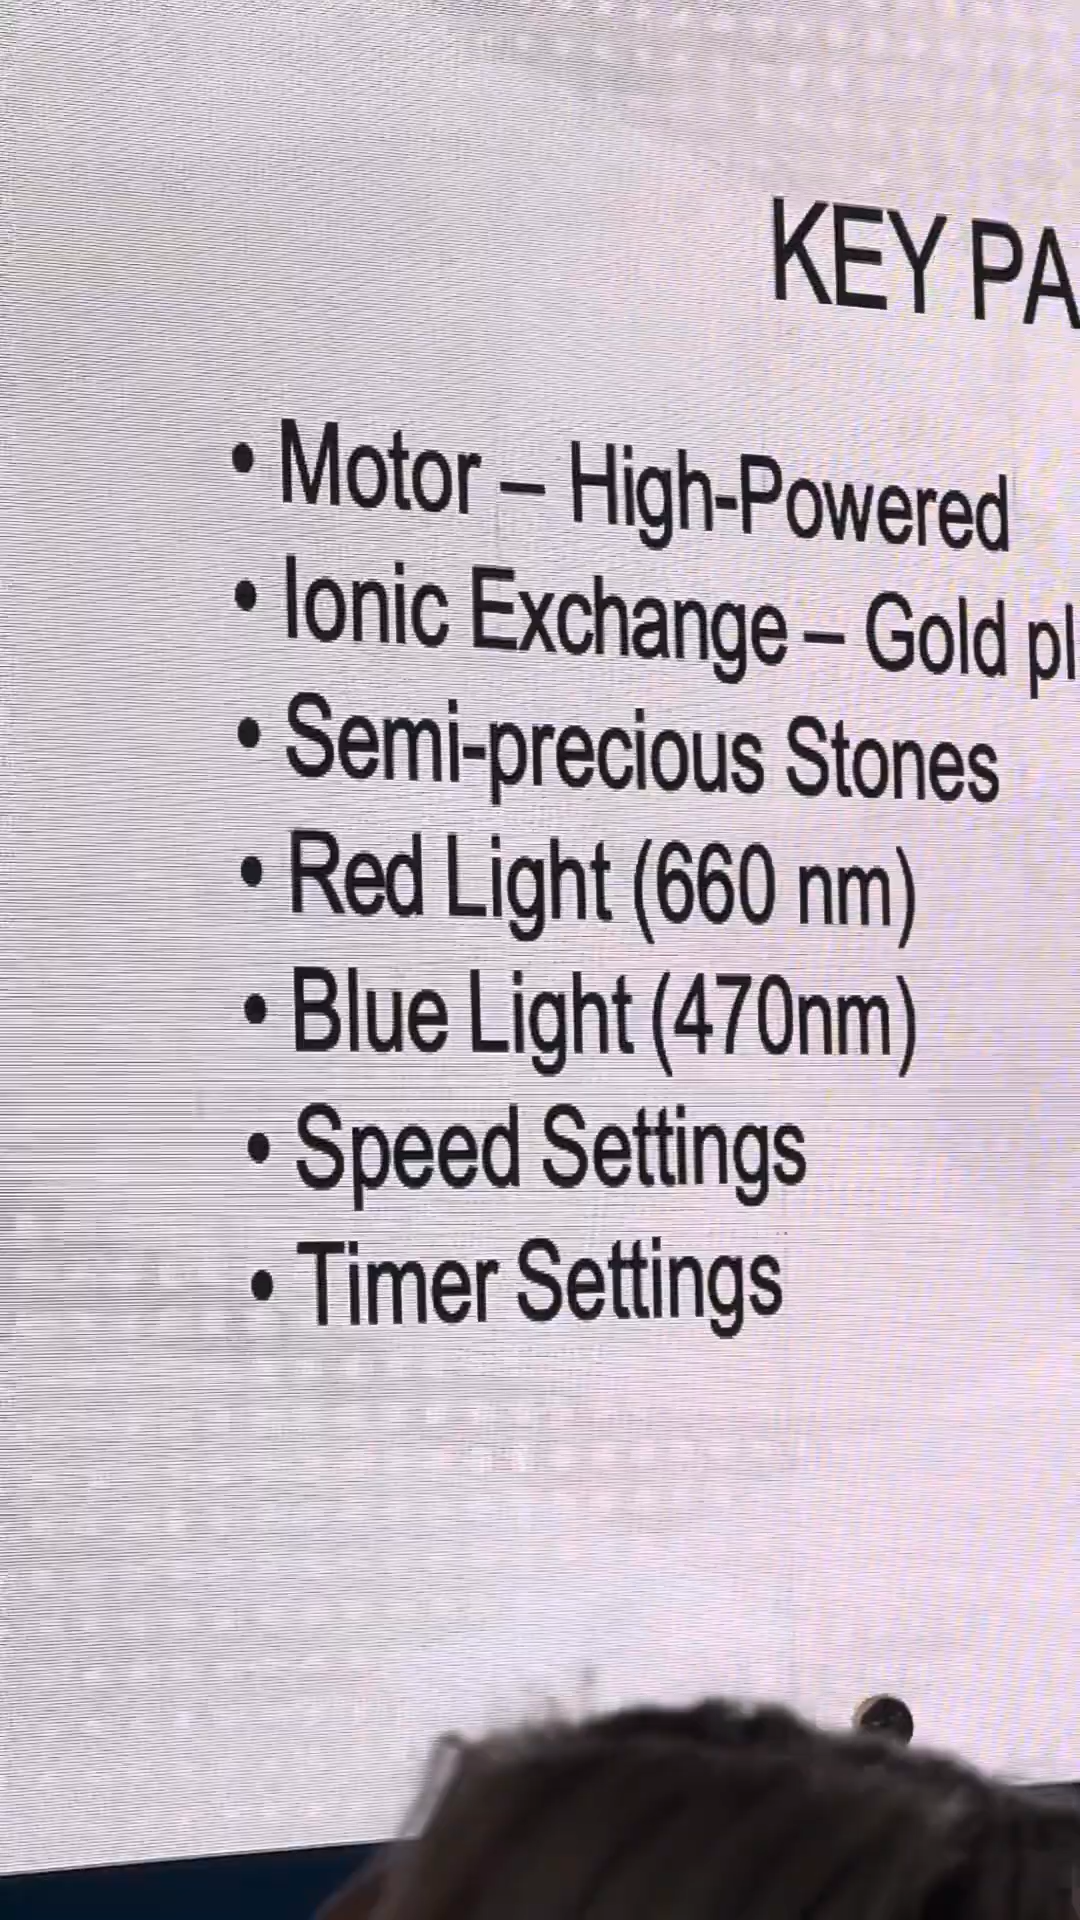 KEY PA
• Motor – High-Powered
• Ionic Exchange – Gold pl
• Semi-precious Stones
• Red Light (660 nm)
• Blue Light (470nm)
• Speed Settings
• Timer Settings